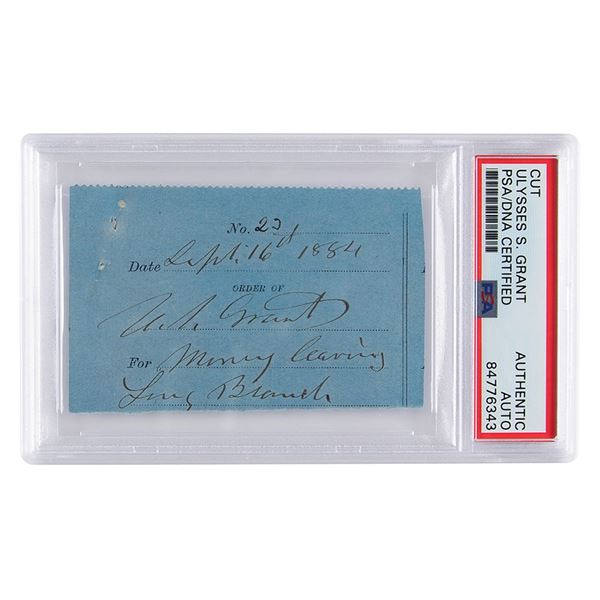 No. 23
Date Sept. 16th 1884
ORDER OF
U.S. Grant
For Money leaving
Long Branch
CUT
ULYSSES S. GRANT
PSA/DNA CERTIFIED
PSA
AUTHENTIC
AUTO
84776343